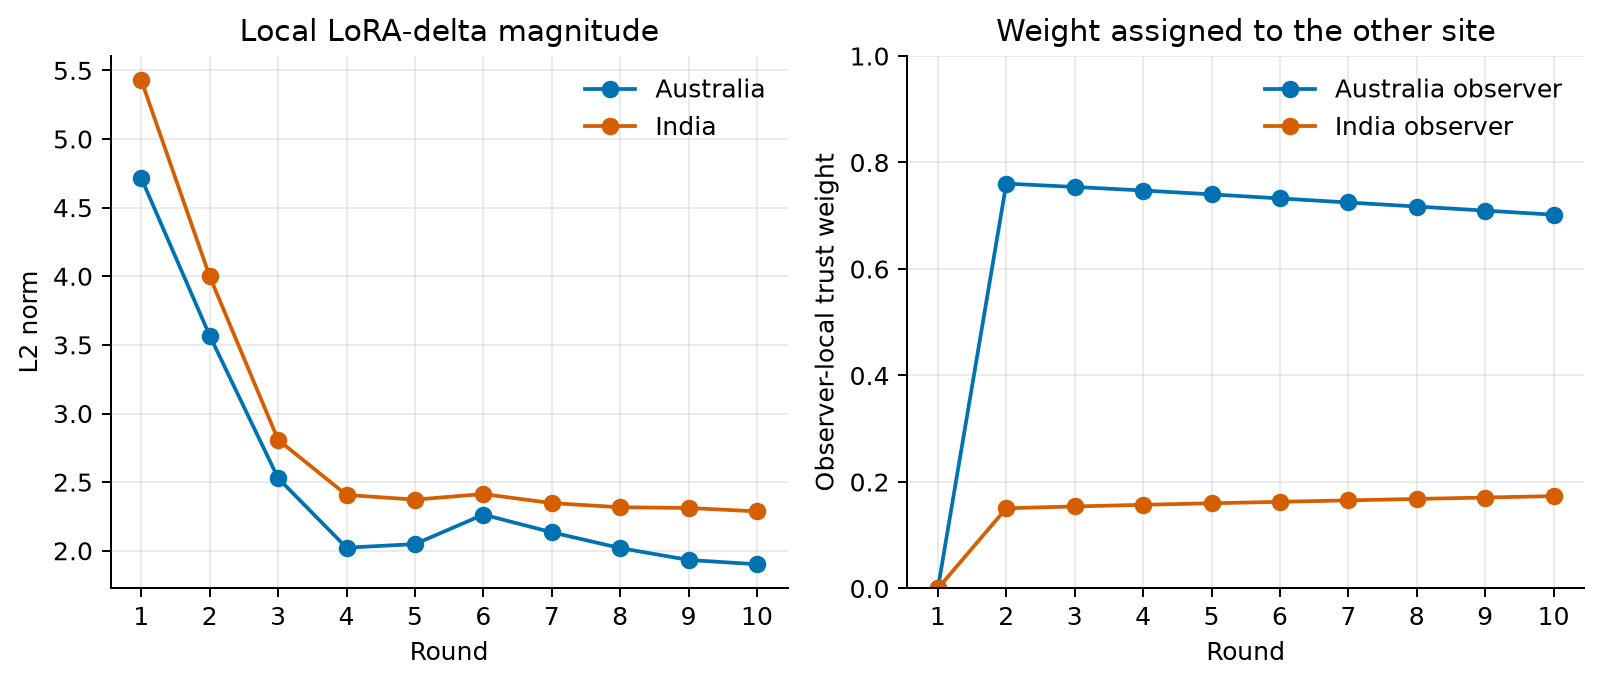 Local LoRA-delta magnitude
Australia
India
5.5
5.0
4.5
4.0
3.5
3.0
2.5
2.0
L2 norm
1 2 3 4 5 6 7 8 9 10
Round
Weight assigned to the other site
Australia observer
India observer
1.0
0.8
0.6
0.4
0.2
0.0
Observer-local trust weight
1 2 3 4 5 6 7 8 9 10
Round